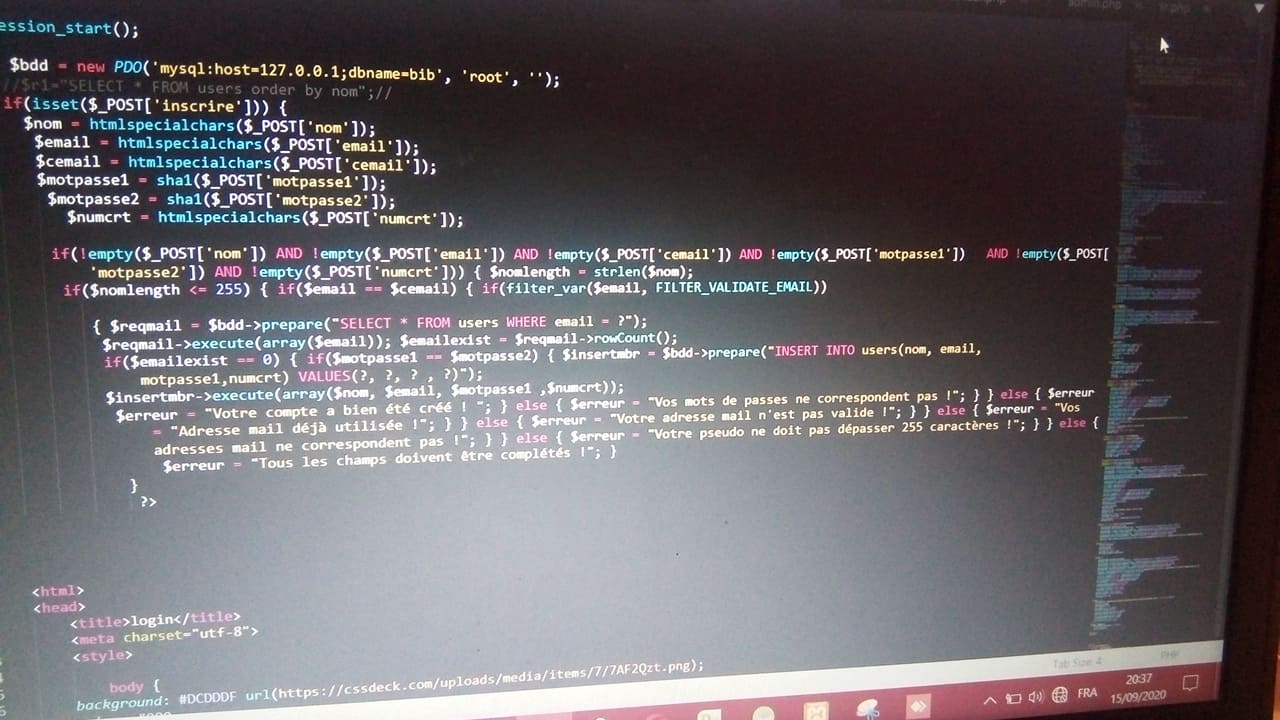 admin.php
ession_start();
$bdd = new PDO('mysql:host=127.0.0.1;dbname=bib', 'root', '');
//$r1="SELECT * FROM users order by nom";//
if(isset($_POST['inscrire'])) {
$nom = htmlspecialchars($_POST['nom']);
$email = htmlspecialchars($_POST['email']);
$cemail = htmlspecialchars($_POST['cemail']);
$motpasse1 = sha1($_POST['motpasse1']);
$motpasse2 = sha1($_POST['motpasse2']);
$numcrt = htmlspecialchars($_POST['numcrt']);
if(!empty($_POST['nom']) AND !empty($_POST['email']) AND !empty($_POST['cemail']) AND !empty($_POST['motpasse1']) AND !empty($_POST[
'motpasse2']) AND !empty($_POST['numcrt'])) { $nomlength = strlen($nom);
if($nomlength <= 255) { if($email == $cemail) { if(filter_var($email, FILTER_VALIDATE_EMAIL))
{ $reqmail = $bdd->prepare("SELECT * FROM users WHERE email = ?");
$reqmail->execute(array($email)); $emailexist = $reqmail->rowCount();
if($emailexist == 0) { if($motpasse1 == $motpasse2) { $insertmbr = $bdd->prepare("INSERT INTO users(nom, email,
motpasse1,numcrt) VALUES(?, ?, ? , ?)");
$insertmbr->execute(array($nom, $email, $motpasse1 ,$numcrt));
$erreur = "Votre compte a bien été créé ! "; } else { $erreur = "Vos mots de passes ne correspondent pas !"; } } else { $erreur
= "Adresse mail déjà utilisée !"; } } else { $erreur = "Votre adresse mail n'est pas valide !"; } } else { $erreur = "Vos
adresses mail ne correspondent pas !"; } } else { $erreur = "Votre pseudo ne doit pas dépasser 255 caractères !"; } } else {
$erreur = "Tous les champs doivent être complétés !"; }
}
?>
<html>
<head>
<title>login</title>
<meta charset="utf-8">
<style>
body {
background: #DCDDDF url(https://cssdeck.com/uploads/media/items/7/7AF2Qzt.png);
Tab Size: 4
PHP
FRA
20:37
15/09/2020